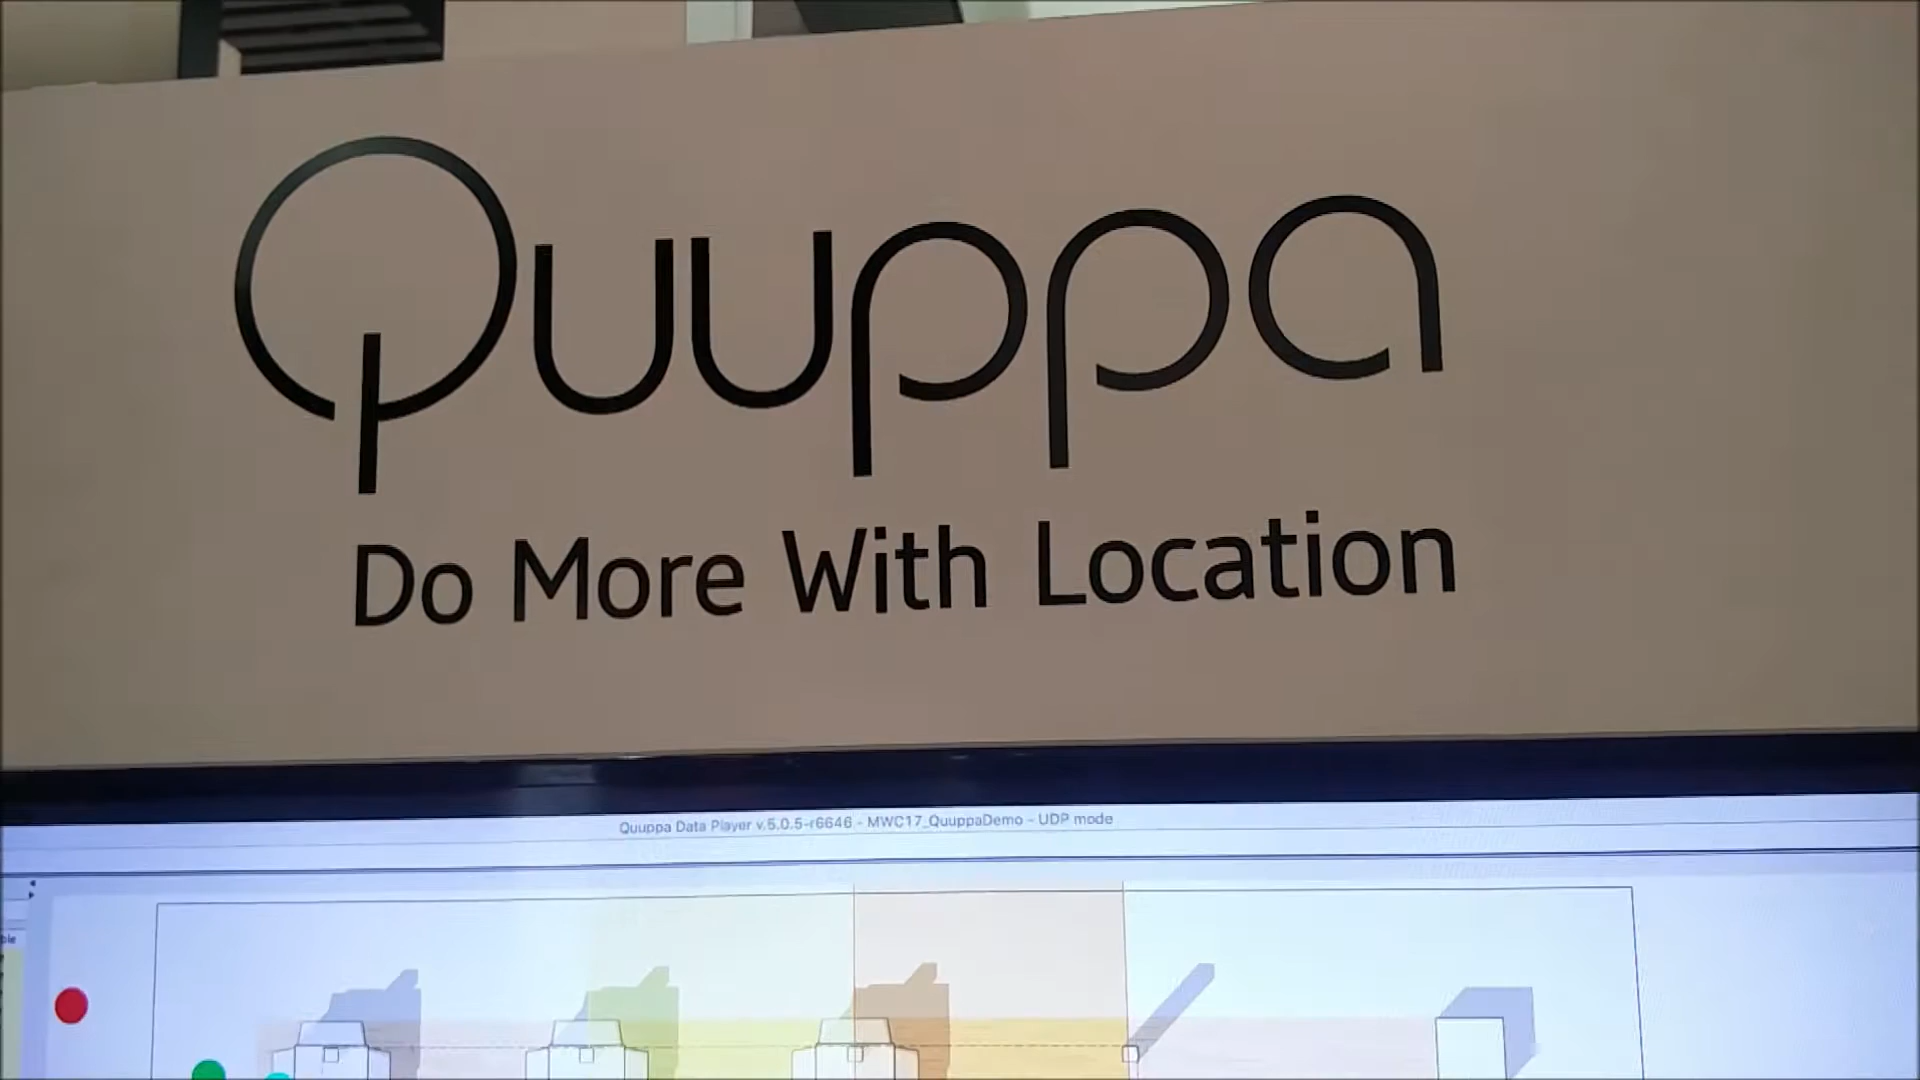 Quuppa
Do More With Location
Quuppa Data Player v.5.0.5-r6646 - MWC17_QuuppaDemo - UDP mode